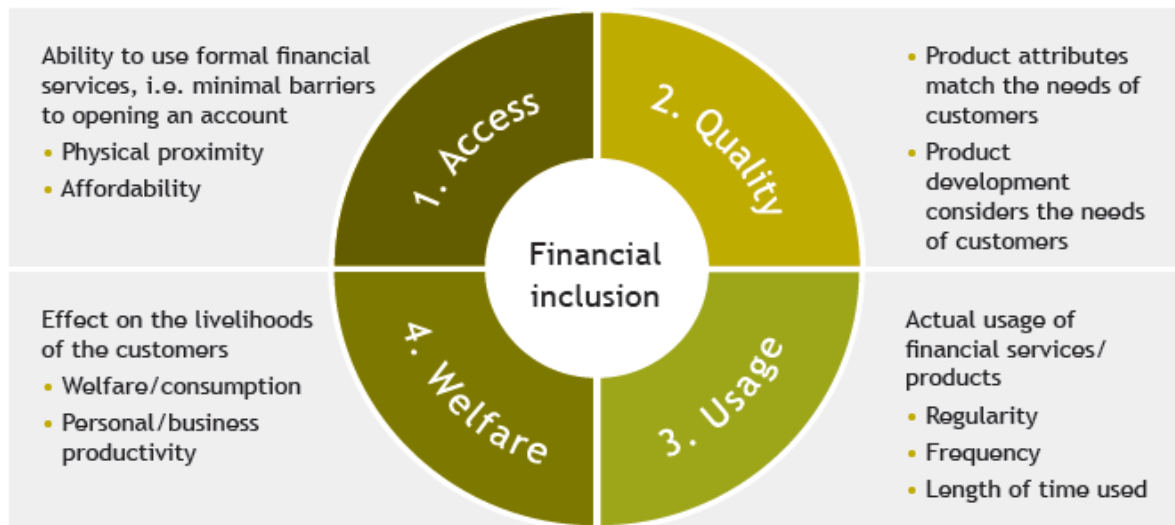 Ability to use formal financial
services, i.e. minimal barriers
to opening an account
• Physical proximity
• Affordability
1. Access
2. Quality
• Product attributes
match the needs of
customers
• Product
development
considers the needs
of customers
Financial
inclusion
Effect on the livelihoods
of the customers
• Welfare/consumption
• Personal/business
productivity
4. Welfare
3. Usage
Actual usage of
financial services/
products
• Regularity
• Frequency
• Length of time used